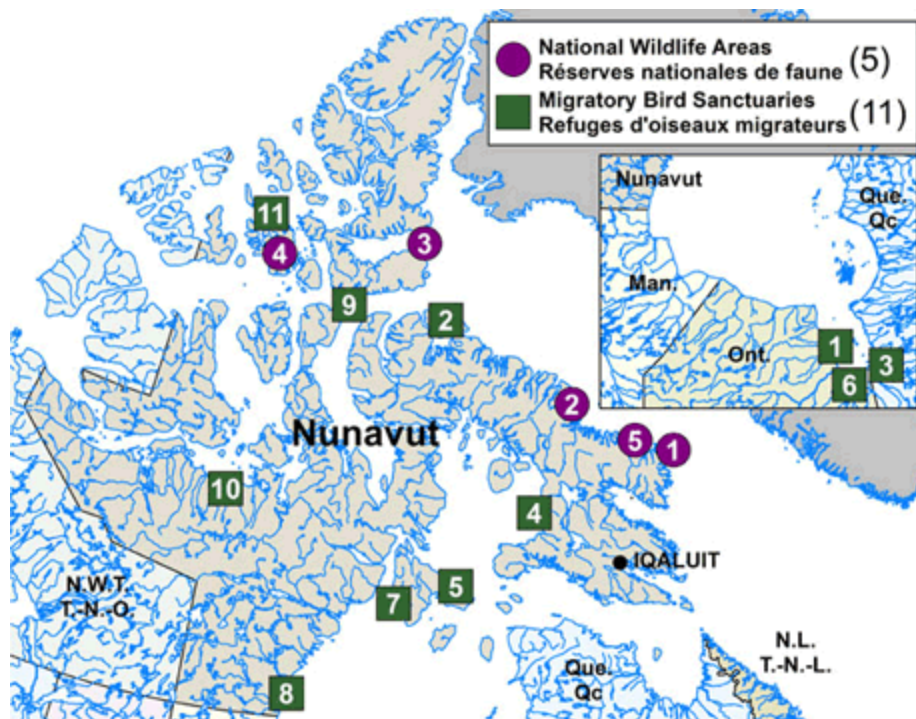 National Wildlife Areas
Réserves nationales de faune (5)
Migratory Bird Sanctuaries
Refuges d'oiseaux migrateurs (11)
Nunavut
Que.
Qc
Man.
Ont.
1
3
6
11
4
3
9
2
2
5
1
Nunavut
10
4
IQALUIT
N.W.T.
T.-N.-O.
7
5
8
Que.
Qc
N.L.
T.-N.-L.